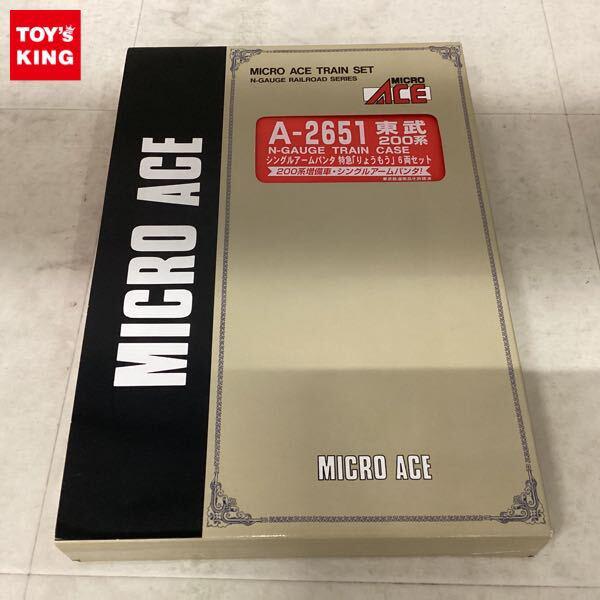 TOY's
KING
MICRO ACE
MICRO ACE TRAIN SET
N-GAUGE RAILROAD SERIES
MICRO
ACE
A-2651 東武
200系
N-GAUGE TRAIN CASE
シングルアームパンタ 特急「りょうもう」6両セット
200系増備車・シングルアームパンタ!
MICRO ACE